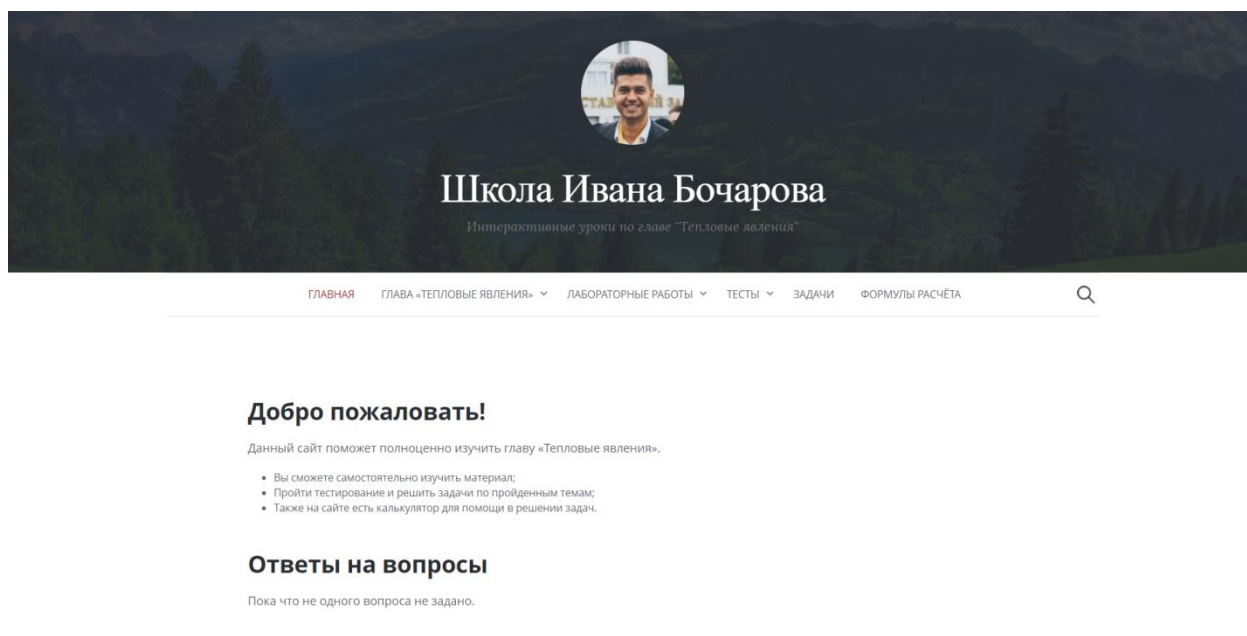 Школа Ивана Бочарова
Интерактивные уроки по главе "Тепловые явления"
ГЛАВНАЯ ГЛАВА «ТЕПЛОВЫЕ ЯВЛЕНИЯ» ЛАБОРАТОРНЫЕ РАБОТЫ ТЕСТЫ ЗАДАЧИ ФОРМУЛЫ РАСЧЁТА
Добро пожаловать!
Данный сайт поможет полноценно изучить главу «Тепловые явления».
Вы сможете самостоятельно изучить материал;
Пройти тестирование и решить задачи по пройденным темам;
Также на сайте есть калькулятор для помощи в решении задач.
Ответы на вопросы
Пока что не одного вопроса не задано.